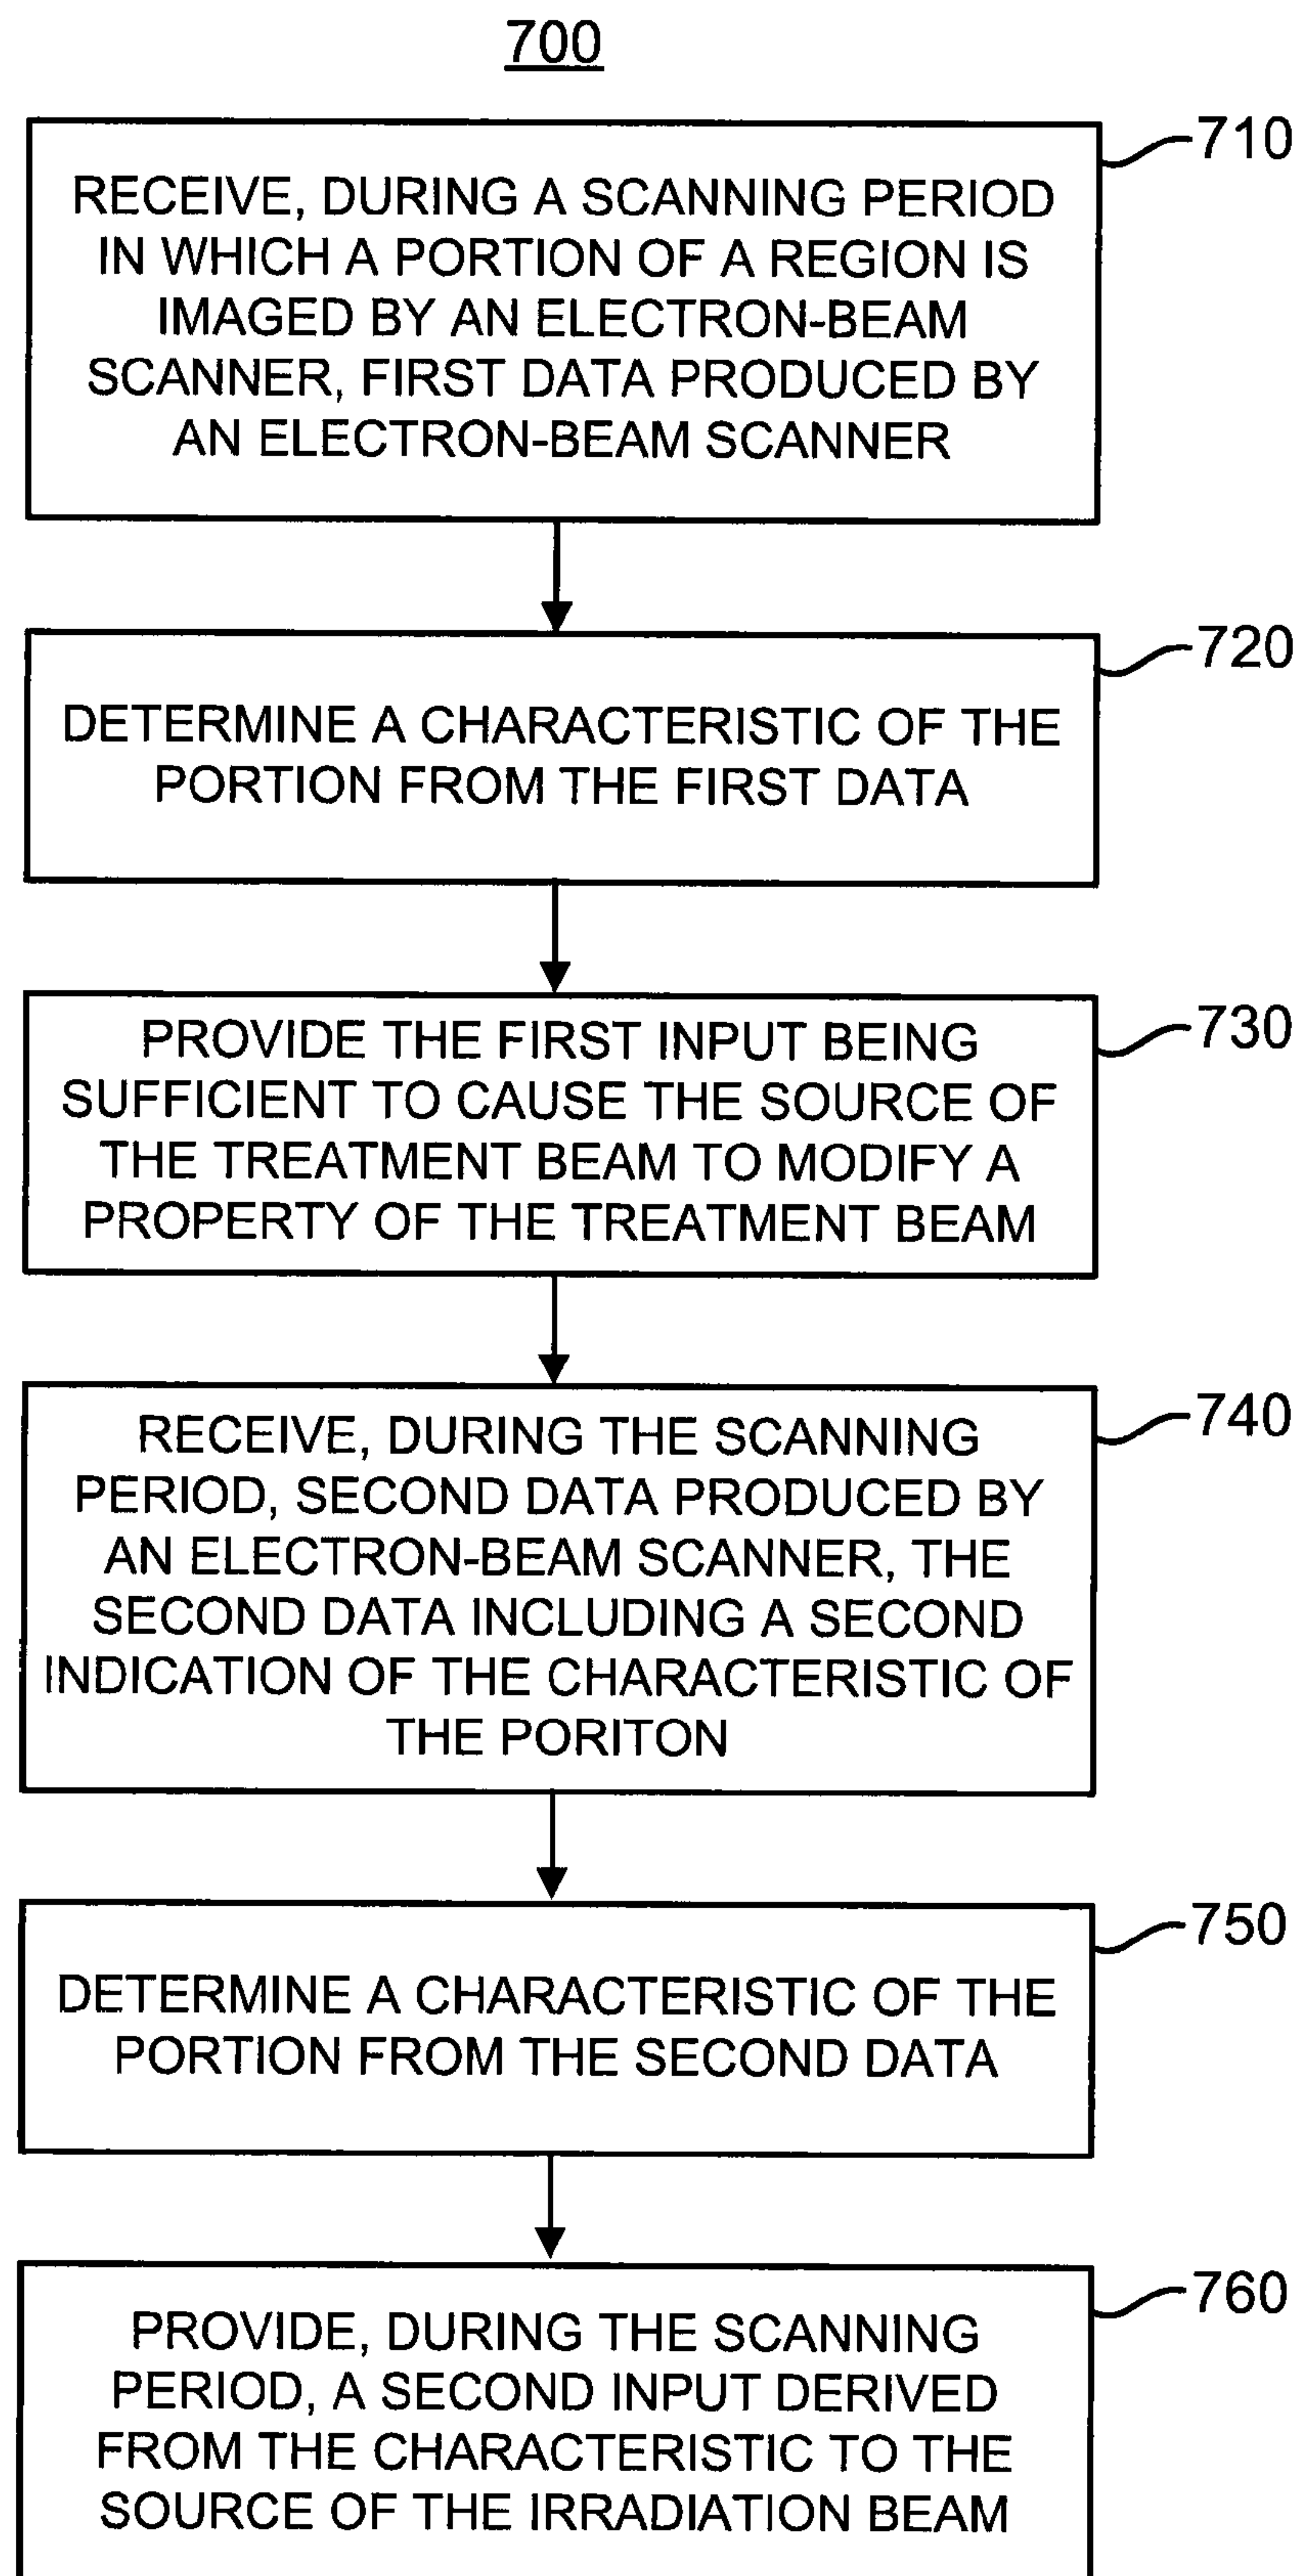 700
710
RECEIVE, DURING A SCANNING PERIOD
IN WHICH A PORTION OF A REGION IS
IMAGED BY AN ELECTRON-BEAM
SCANNER, FIRST DATA PRODUCED BY
AN ELECTRON-BEAM SCANNER
720
DETERMINE A CHARACTERISTIC OF THE
PORTION FROM THE FIRST DATA
730
PROVIDE THE FIRST INPUT BEING
SUFFICIENT TO CAUSE THE SOURCE OF
THE TREATMENT BEAM TO MODIFY A
PROPERTY OF THE TREATMENT BEAM
740
RECEIVE, DURING THE SCANNING
PERIOD, SECOND DATA PRODUCED BY
AN ELECTRON-BEAM SCANNER, THE
SECOND DATA INCLUDING A SECOND
INDICATION OF THE CHARACTERISTIC OF
THE PORITON
750
DETERMINE A CHARACTERISTIC OF THE
PORTION FROM THE SECOND DATA
760
PROVIDE, DURING THE SCANNING
PERIOD, A SECOND INPUT DERIVED
FROM THE CHARACTERISTIC TO THE
SOURCE OF THE IRRADIATION BEAM